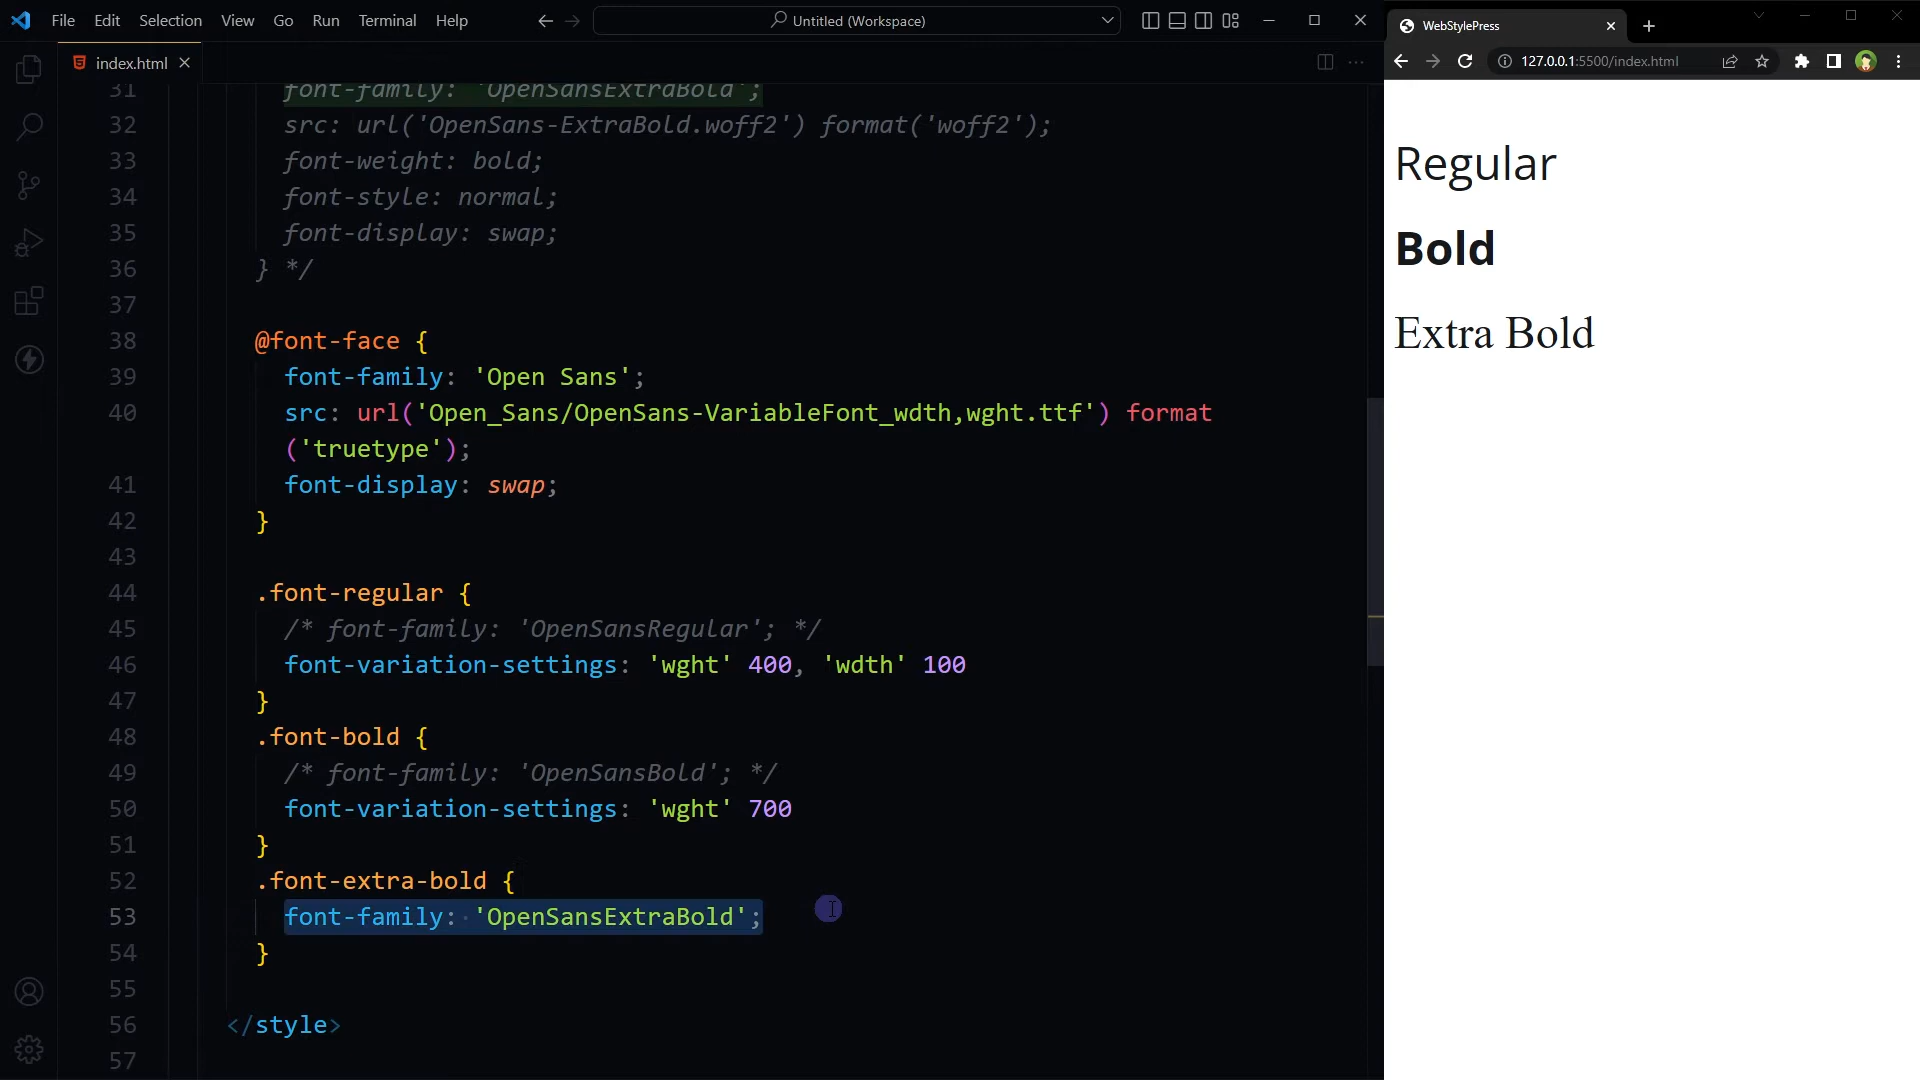 File Edit Selection View Go Run Terminal Help
Untitled (Workspace)
index.html
31 font-family: 'OpenSansExtraBold';
32 src: url('OpenSans-ExtraBold.woff2') format('woff2');
33 font-weight: bold;
34 font-style: normal;
35 font-display: swap;
36 } */
37
38 @font-face {
39 font-family: 'Open Sans';
40 src: url('Open_Sans/OpenSans-VariableFont_wdth,wght.ttf') format
('truetype');
41 font-display: swap;
42 }
43
44 .font-regular {
45 /* font-family: 'OpenSansRegular'; */
46 font-variation-settings: 'wght' 400, 'wdth' 100
47 }
48 .font-bold {
49 /* font-family: 'OpenSansBold'; */
50 font-variation-settings: 'wght' 700
51 }
52 .font-extra-bold {
53 font-family: 'OpenSansExtraBold';
54 }
55
56 </style>
57
WebStylePress
127.0.0.1:5500/index.html
Regular
Bold
Extra Bold